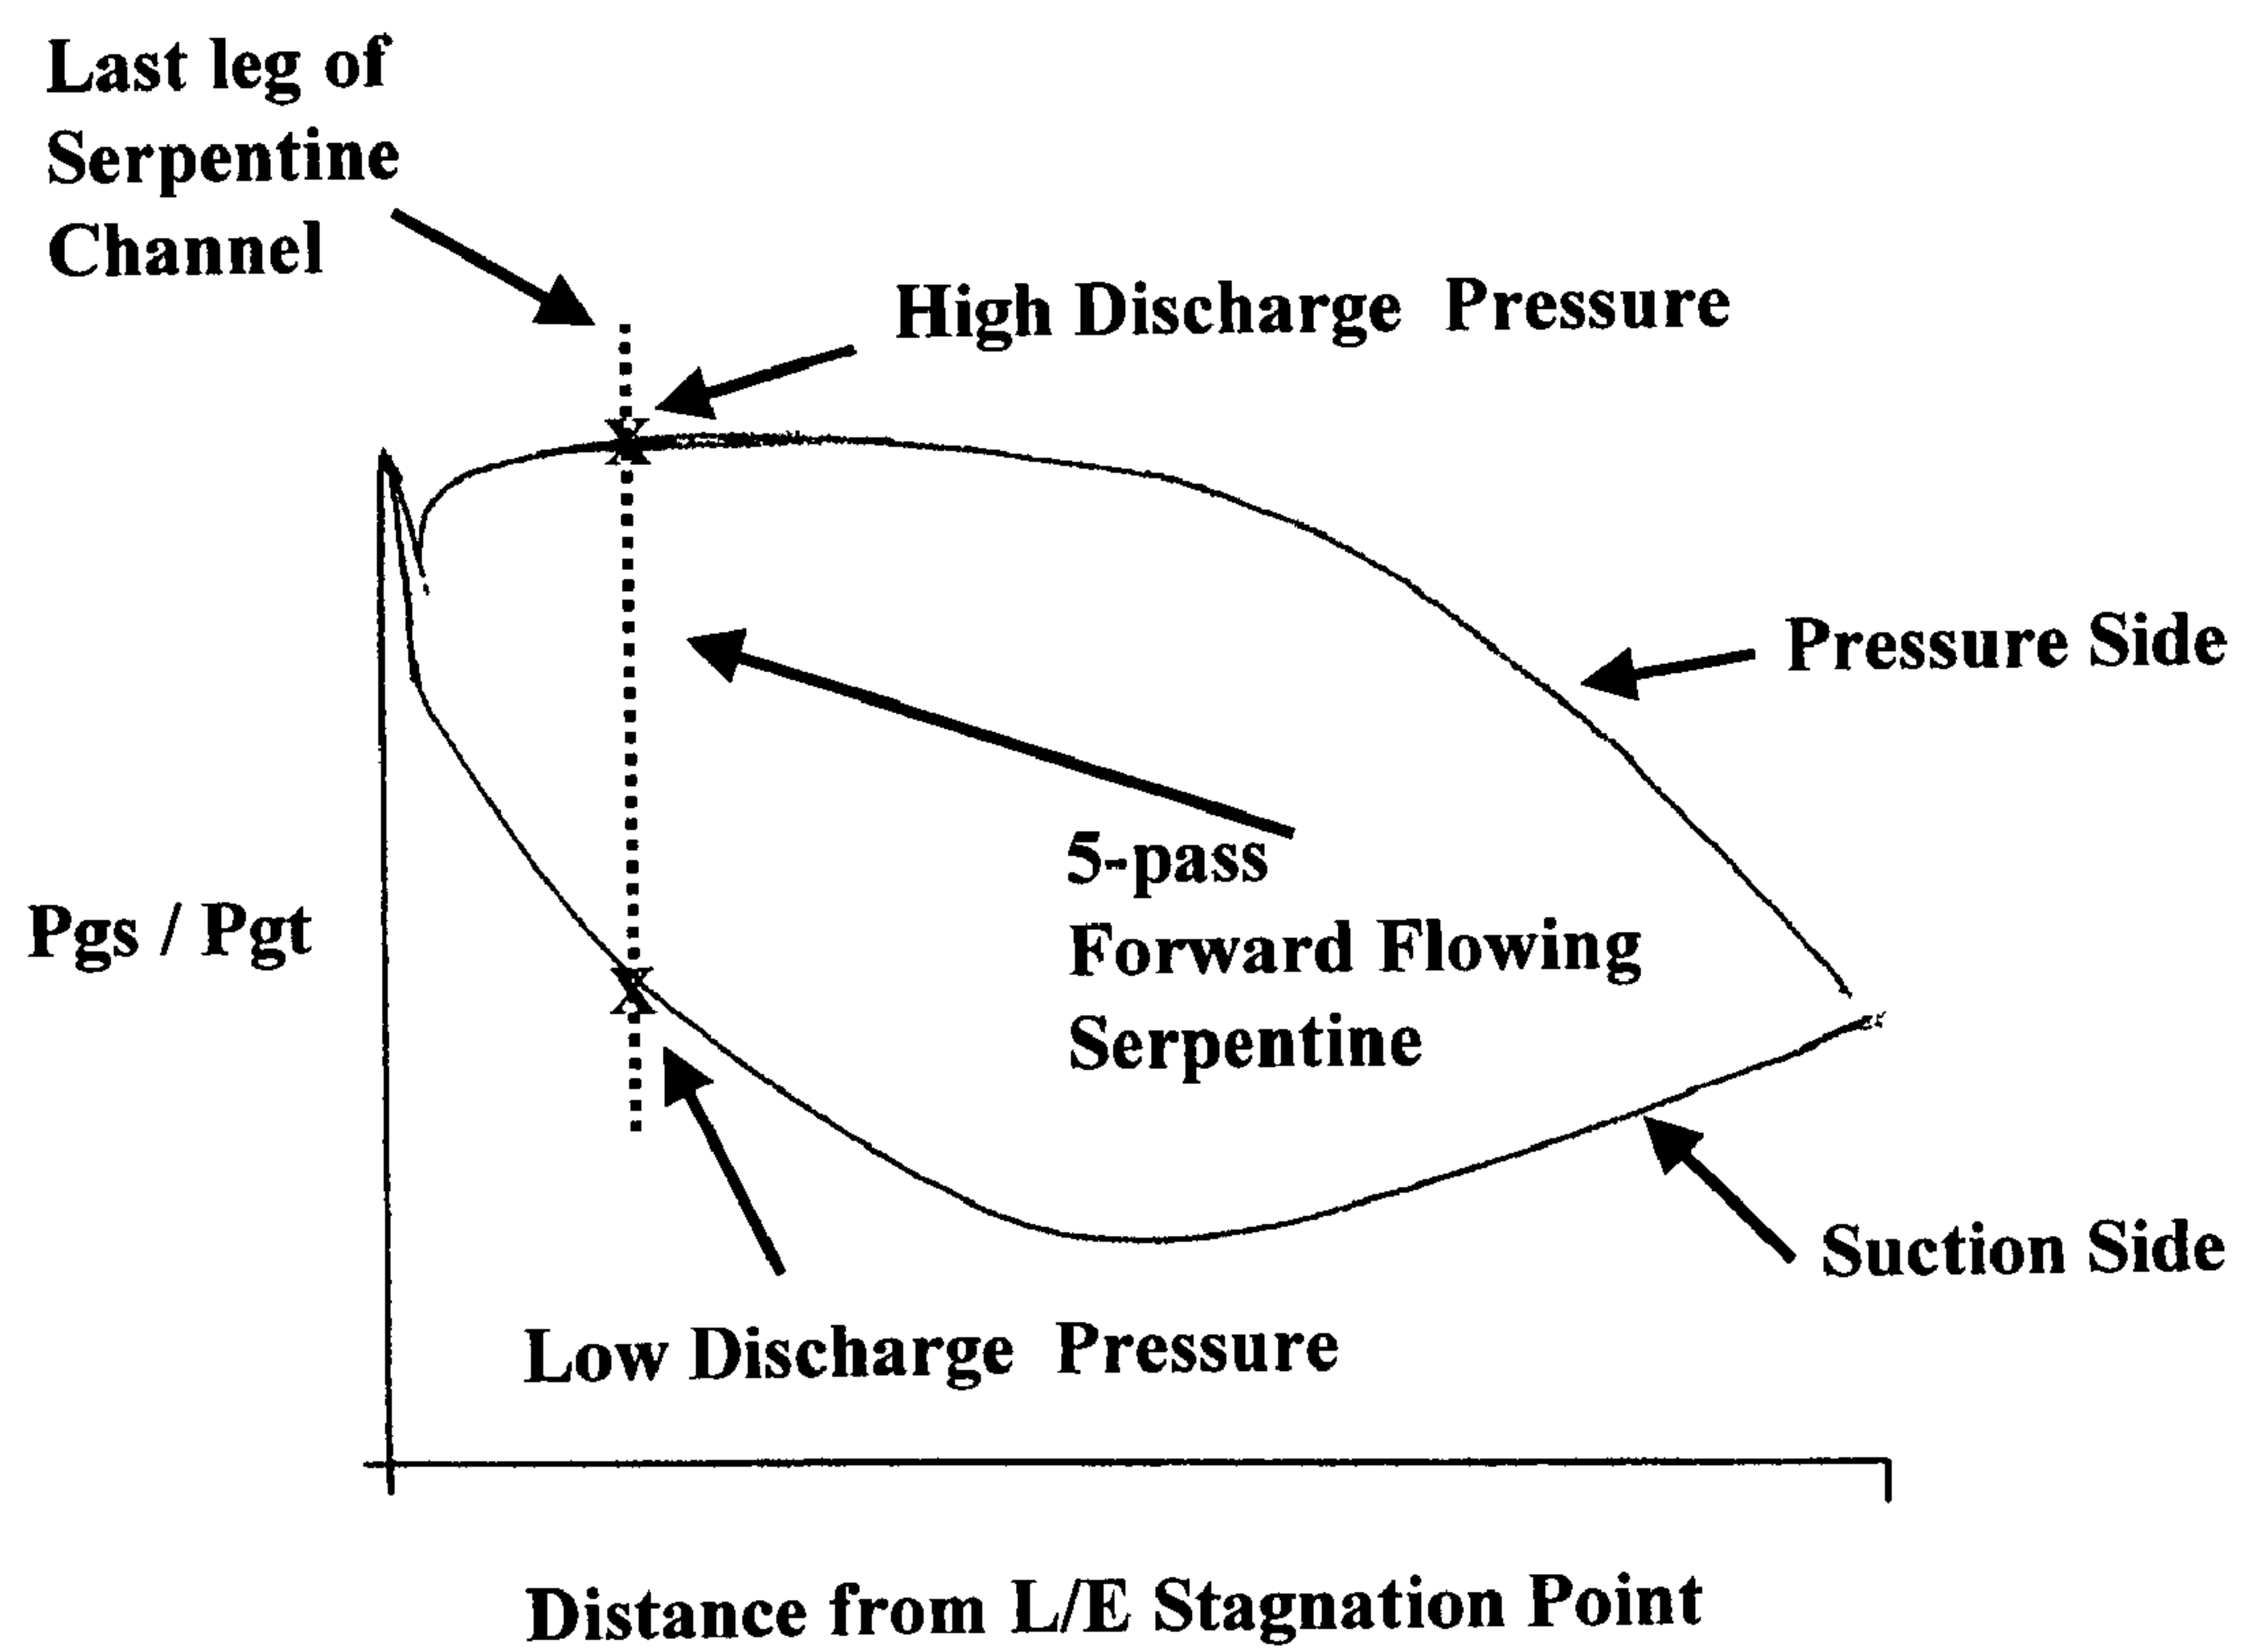 Last leg of
Serpentine
Channel
High Discharge Pressure
Pressure Side
5-pass
Forward Flowing
Serpentine
Pgs / Pgt
Suction Side
Low Discharge Pressure
Distance from L/E Stagnation Point